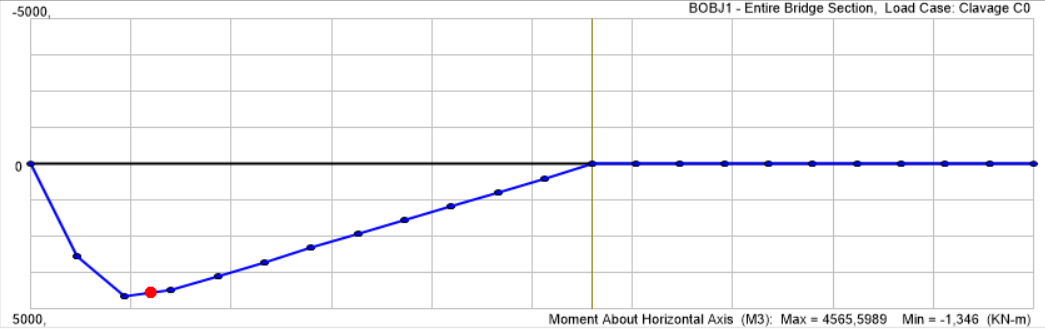 -5000,
BOBJ1 - Entire Bridge Section, Load Case: Clavage C0
0
5000,
Moment About Horizontal Axis (M3): Max = 4565,5989 Min = -1,346 (KN-m)